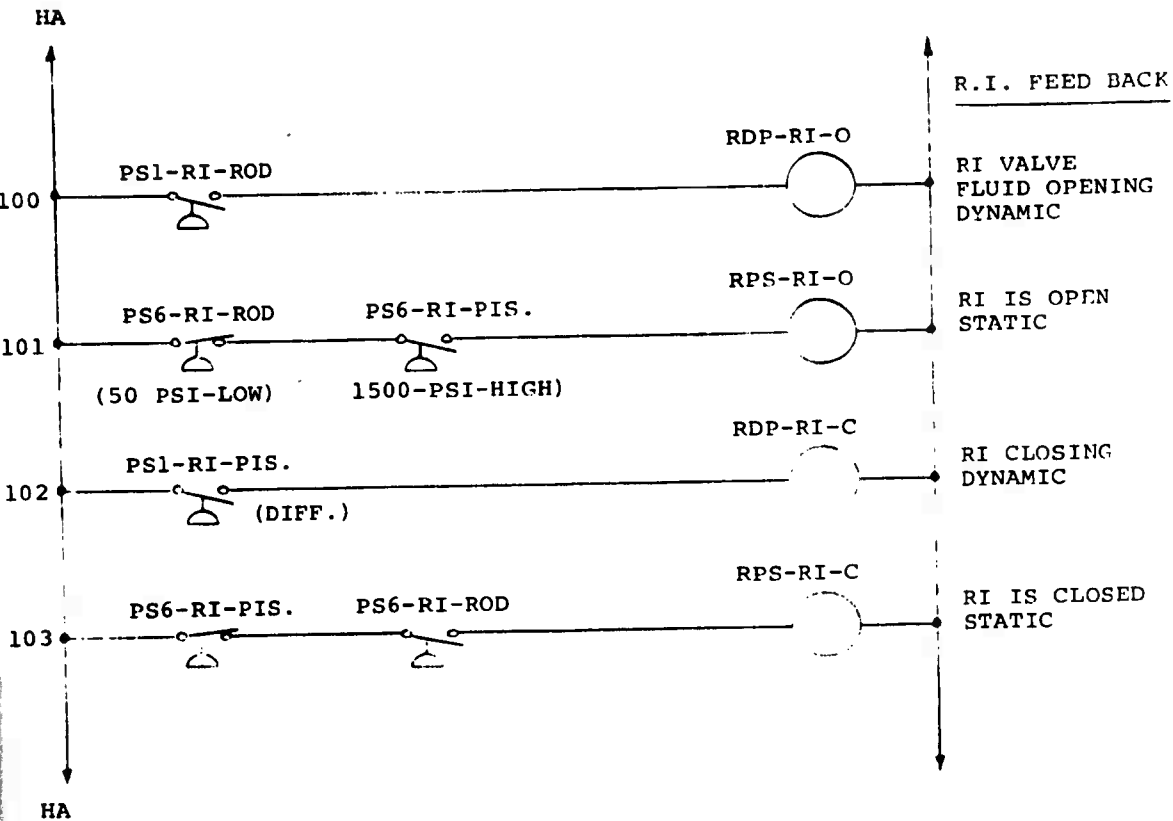 HA
R.I. FEED BACK
RDP-RI-O
PS1-RI-ROD
RI VALVE
FLUID OPENING
DYNAMIC
100
RPS-RI-O
PS6-RI-ROD
PS6-RI-PIS.
RI IS OPEN
STATIC
101
(50 PSI-LOW)
1500-PSI-HIGH)
RDP-RI-C
PS1-RI-PIS.
RI CLOSING
DYNAMIC
102
(DIFF.)
RPS-RI-C
PS6-RI-PIS.
PS6-RI-ROD
RI IS CLOSED
STATIC
103
HA